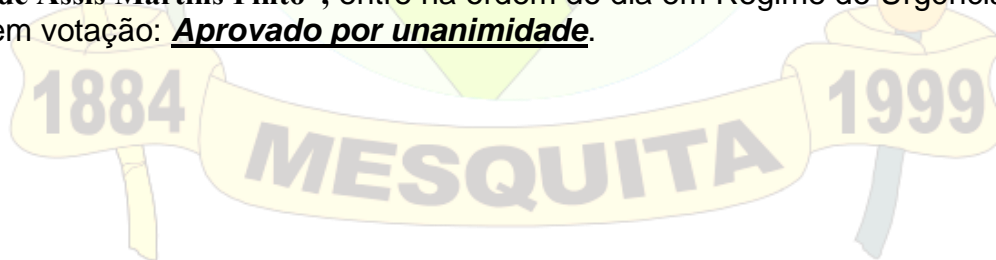 de Assis Martins Pinto", entre na ordem do dia em Regime de Urgência
em votação: Aprovado por unanimidade.
1884 MESQUITA 1999